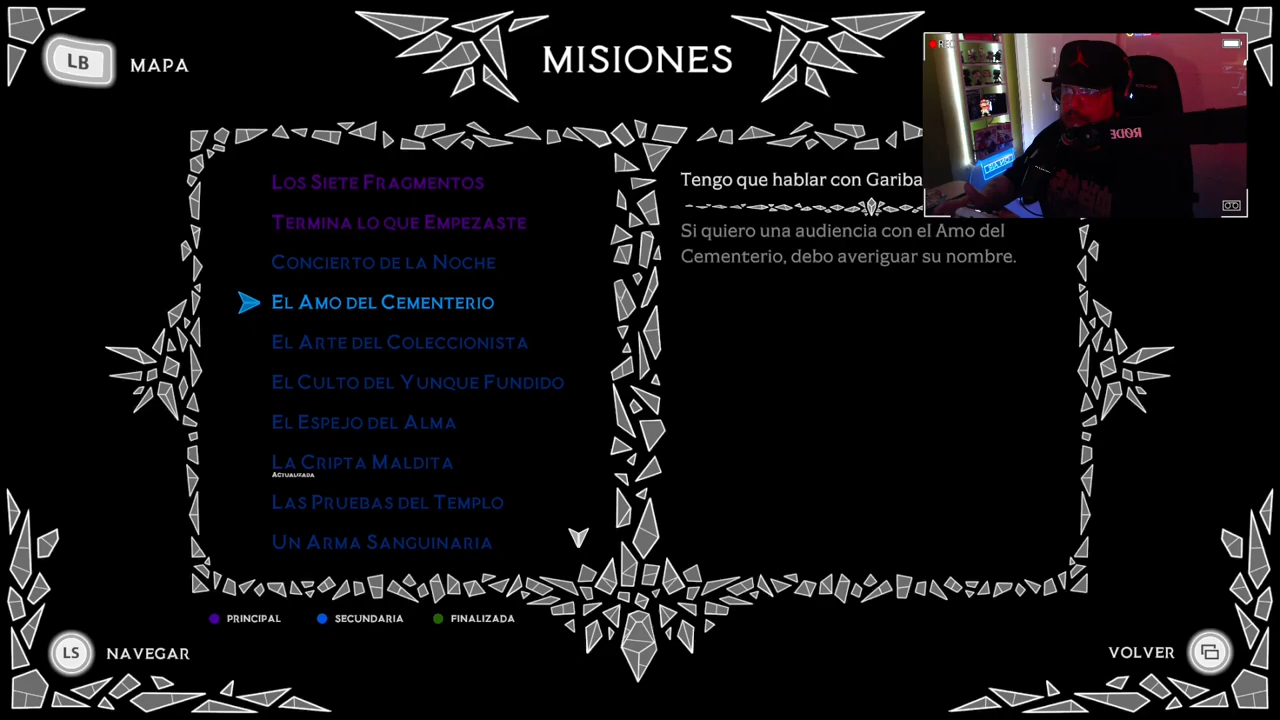 LB MAPA
MISIONES
REC
RØDE
LOS SIETE FRAGMENTOS
TERMINA LO QUE EMPEZASTE
CONCIERTO DE LA NOCHE
EL AMO DEL CEMENTERIO
EL ARTE DEL COLECCIONISTA
EL CULTO DEL YUNQUE FUNDIDO
EL ESPEJO DEL ALMA
LA CRIPTA MALDITA
ACTUALIZADA
LAS PRUEBAS DEL TEMPLO
UN ARMA SANGUINARIA
Tengo que hablar con Gariba
Si quiero una audiencia con el Amo del
Cementerio, debo averiguar su nombre.
PRINCIPAL SECUNDARIA FINALIZADA
LS NAVEGAR
VOLVER